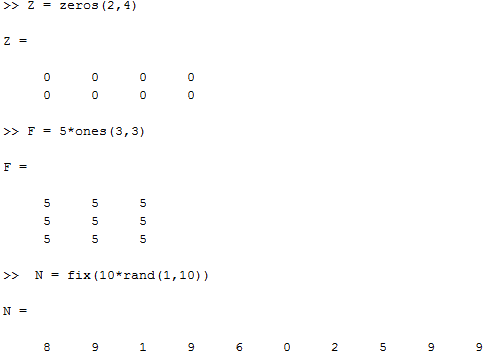 >> Z = zeros(2,4)
Z =
0 0 0 0
0 0 0 0
>> F = 5*ones(3,3)
F =
5 5 5
5 5 5
5 5 5
>> N = fix(10*rand(1,10))
N =
8 9 1 9 6 0 2 5 9 9